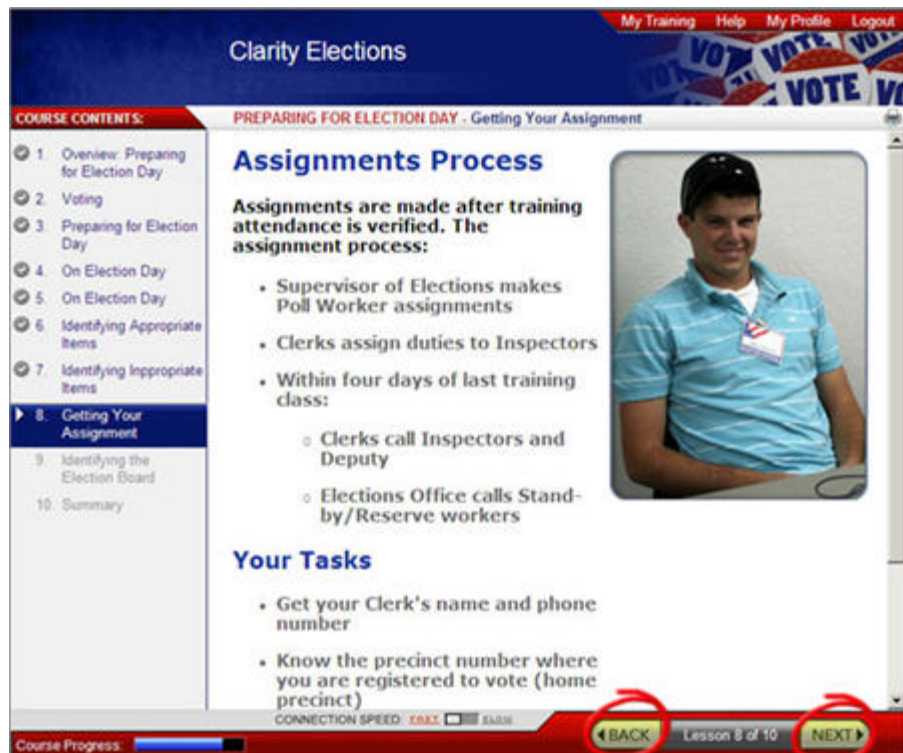 My Training Help My Profile Logout
Clarity Elections
VOTE VOTE VOTE
COURSE CONTENTS:
PREPARING FOR ELECTION DAY - Getting Your Assignment
1 Overview: Preparing
for Election Day
2. Voting
3. Preparing for Election
Day
4. On Election Day
5. On Election Day
6. Identifying Appropriate
Items
7. Identifying Inppropriate
Items
8. Getting Your
Assignment
9. Identifying the
Election Board
10. Summary
Assignments Process
Assignments are made after training
attendance is verified. The
assignment process:
• Supervisor of Elections makes
Poll Worker assignments
• Clerks assign duties to Inspectors
• Within four days of last training
class:
o Clerks call Inspectors and
Deputy
o Elections Office calls Stand-
by/Reserve workers
Your Tasks
• Get your Clerk's name and phone
number
• Know the precinct number where
you are registered to vote (home
precinct)
CONNECTION SPEED: FAST SLOW
Course Progress:
BACK Lesson 8 of 10 NEXT